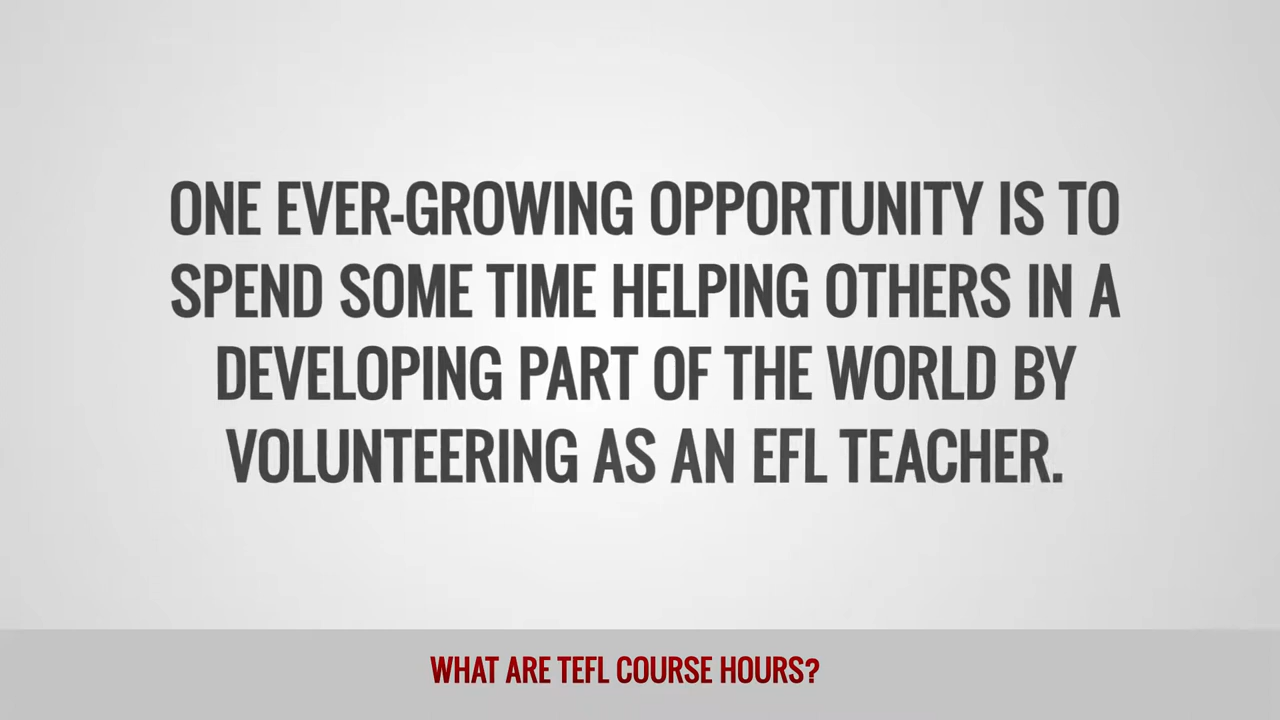 ONE EVER-GROWING OPPORTUNITY IS TO
SPEND SOME TIME HELPING OTHERS IN A
DEVELOPING PART OF THE WORLD BY
VOLUNTEERING AS AN EFL TEACHER.
WHAT ARE TEFL COURSE HOURS?